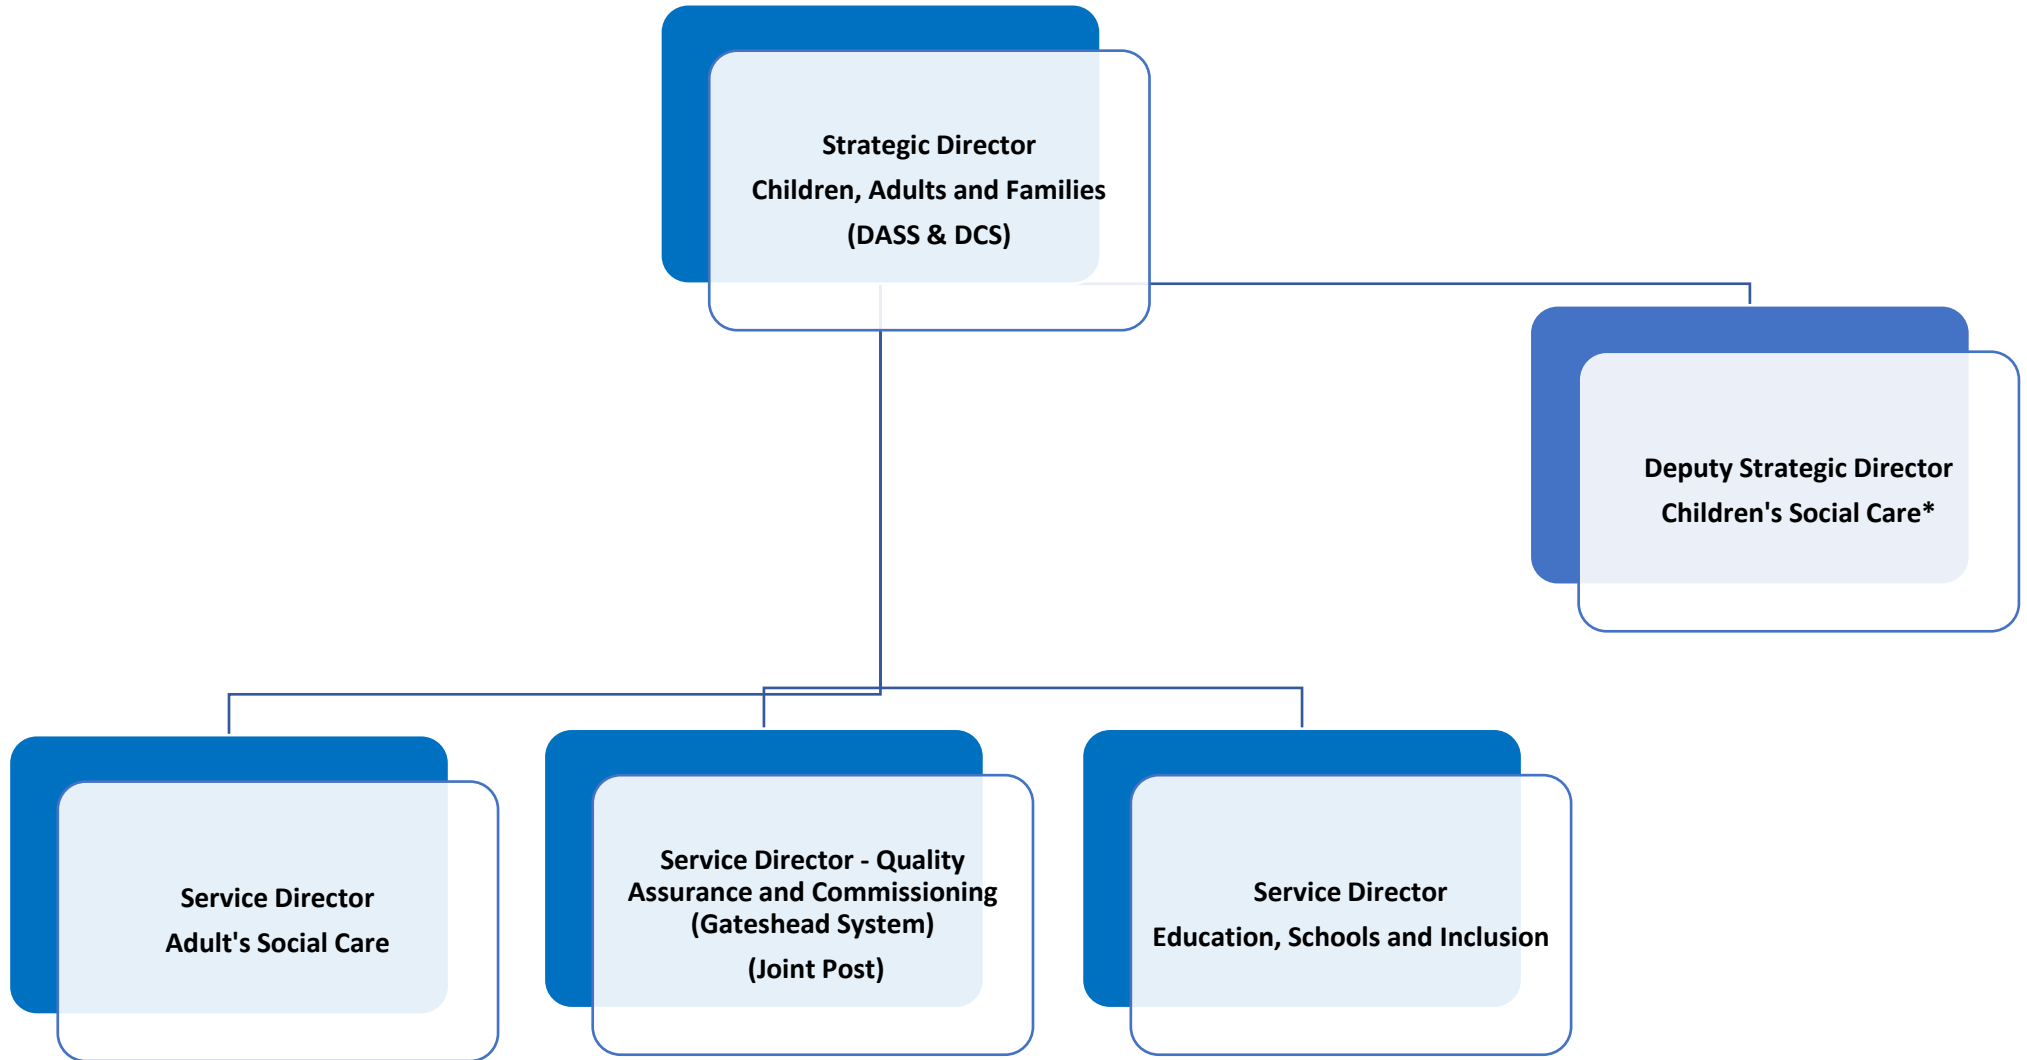 Strategic Director
Children, Adults and Families
(DASS & DCS)
Deputy Strategic Director
Children's Social Care*
Service Director
Adult's Social Care
Service Director - Quality
Assurance and Commissioning
(Gateshead System)
(Joint Post)
Service Director
Education, Schools and Inclusion